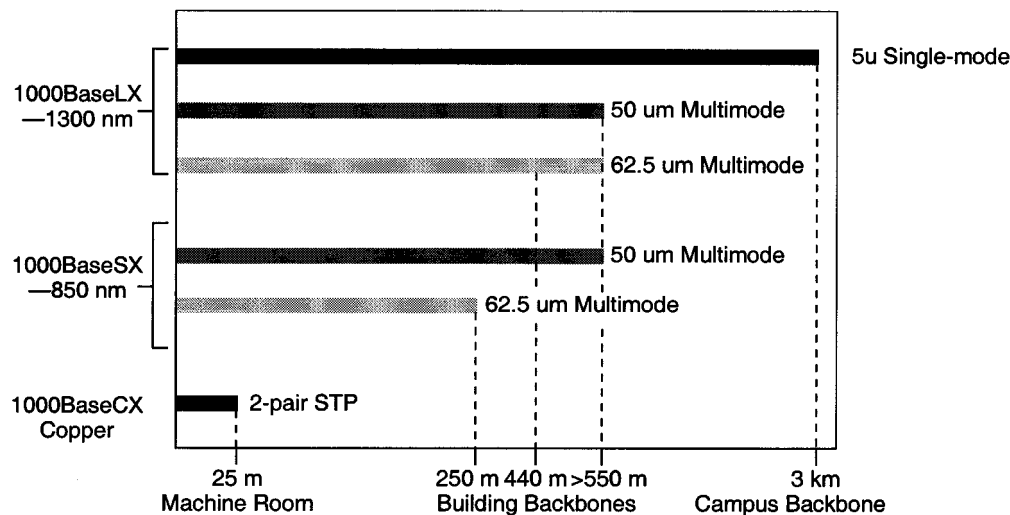 5u Single-mode
1000BaseLX
—1300 nm
50 um Multimode
62.5 um Multimode
1000BaseSX
—850 nm
50 um Multimode
62.5 um Multimode
1000BaseCX
Copper
2-pair STP
25 m
Machine Room
250 m 440 m >550 m
Building Backbones
3 km
Campus Backbone